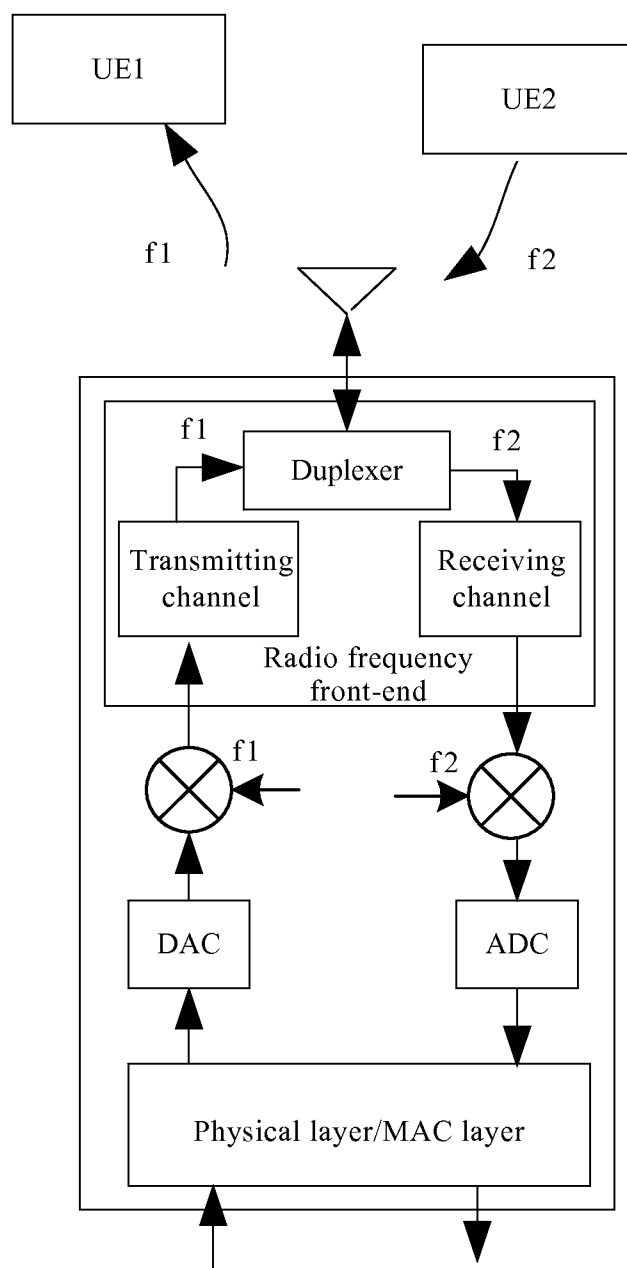 UE1
UE2
f1
f2
f1
f2
Duplexer
Transmitting
channel
Receiving
channel
Radio frequency
front-end
f1
f2
DAC
ADC
Physical layer/MAC layer